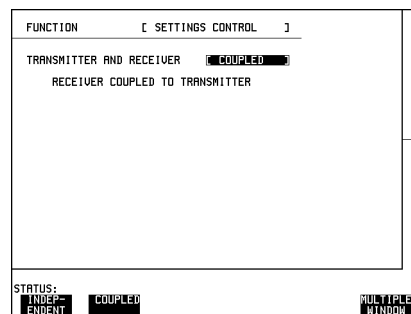 FUNCTION [ SETTINGS CONTROL ]
TRANSMITTER AND RECEIVER [ COUPLED ]
RECEIVER COUPLED TO TRANSMITTER
STATUS:
INDEP- COUPLED MULTIPLE
ENDENT WINDOW